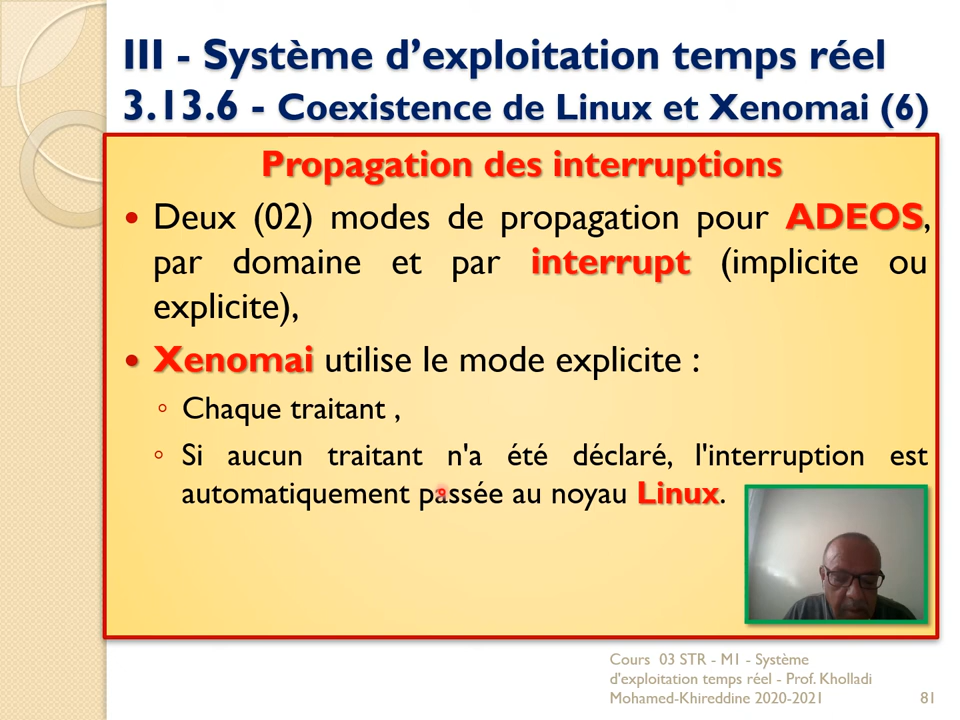 III - Système d’exploitation temps réel
3.13.6 - Coexistence de Linux et Xenomai (6)
Propagation des interruptions
• Deux (02) modes de propagation pour ADEOS,
par domaine et par interrupt (implicite ou
explicite),
• Xenomai utilise le mode explicite :
◦ Chaque traitant ,
◦ Si aucun traitant n'a été déclaré, l'interruption est
automatiquement passée au noyau Linux.
Cours 03 STR - M1 - Système
d'exploitation temps réel - Prof. Kholladi
Mohamed-Khireddine 2020-2021
81